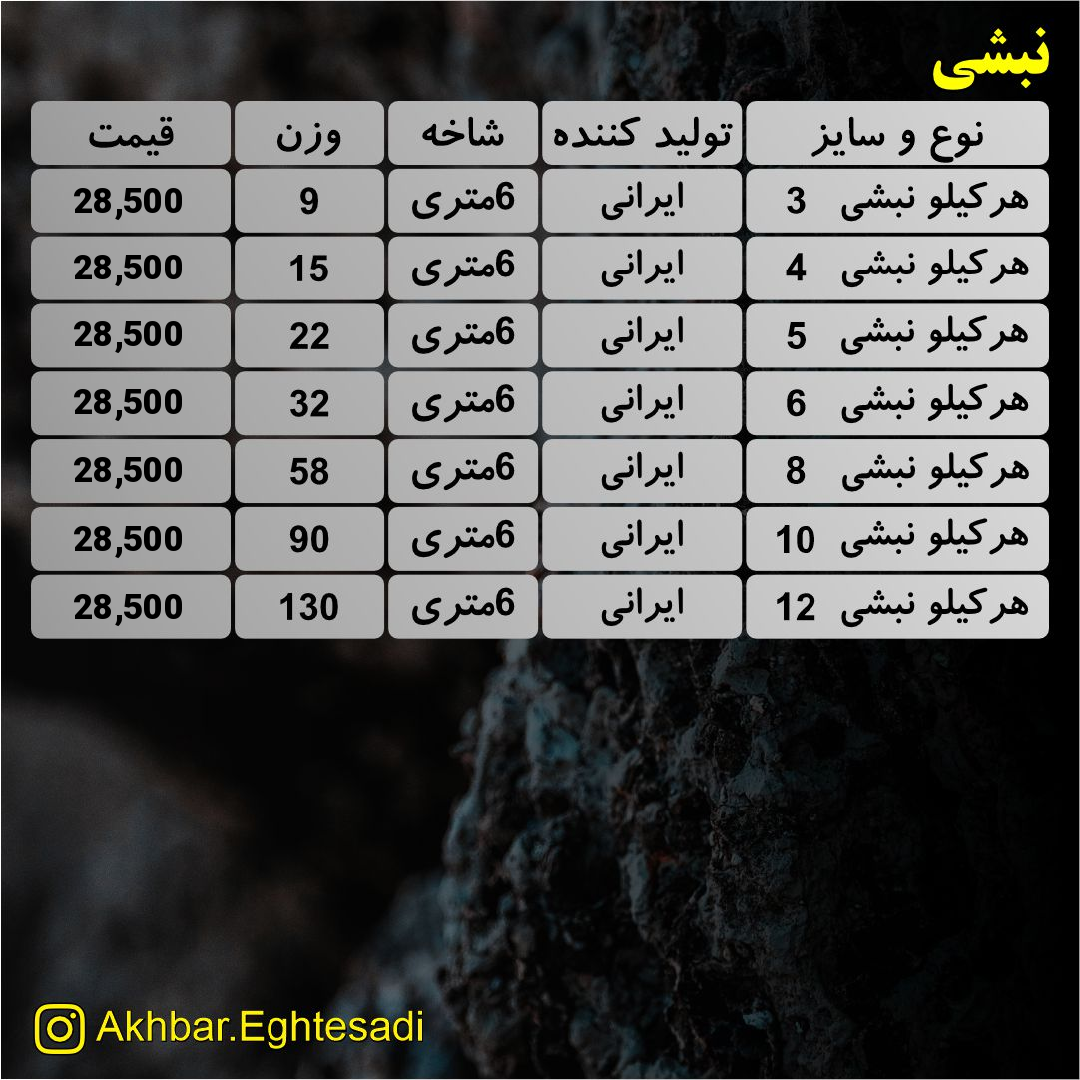 نبشی
نوع و سایز تولید کننده شاخه وزن قیمت
هرکیلو نبشی 3 ایرانی 6متری 9 28,500
هرکیلو نبشی 4 ایرانی 6متری 15 28,500
هرکیلو نبشی 5 ایرانی 6متری 22 28,500
هرکیلو نبشی 6 ایرانی 6متری 32 28,500
هرکیلو نبشی 8 ایرانی 6متری 58 28,500
هرکیلو نبشی 10 ایرانی 6متری 90 28,500
هرکیلو نبشی 12 ایرانی 6متری 130 28,500
Akhbar.Eghtesadi